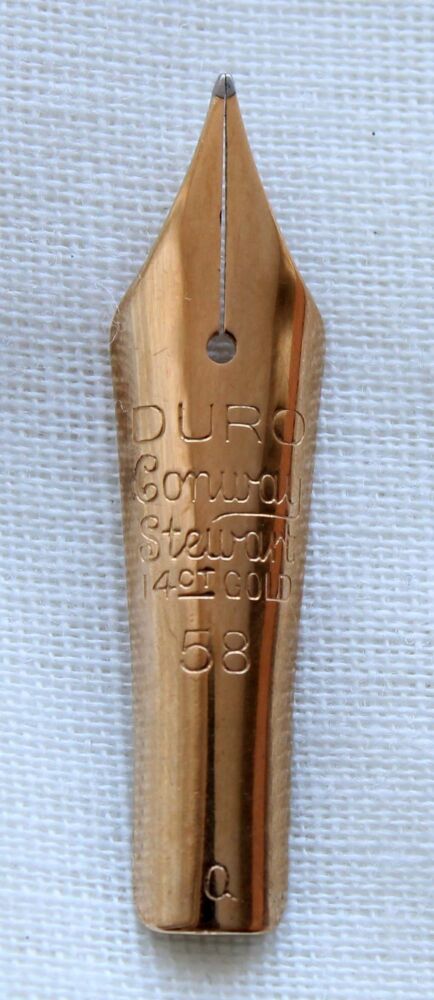 DURO
Conway
Stewart
14CT GOLD
58
Q